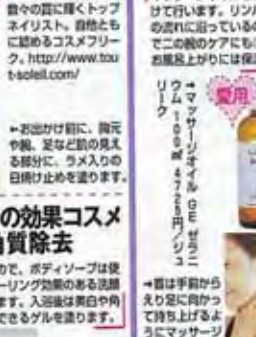 数々の賞に輝くトップ
ネイリスト。自他とも
に認めるコスメフリー
ク。http://www.tou
t-soleil.com/
←お出かけ前に、胸元
や腕、足など肌の見え
る部分に、ラメ入りの
日焼け止めを塗ります。
の効果コスメ
角質除去
ので、ボディソープは使
ーリング効果のある洗顔
ます。入浴後は美白や角
できるゲルを塗ります。
けて行います。リンパ
の流れに沿っているの
でこの腕のケアにも
お風呂上がりには保
愛用
→マッサージオイル GE ゼラニ
ウム 100㎖ 4725円/ジュ
リーク
→首は手前から
えり足に向かっ
て持ち上げるよ
うにマッサージ